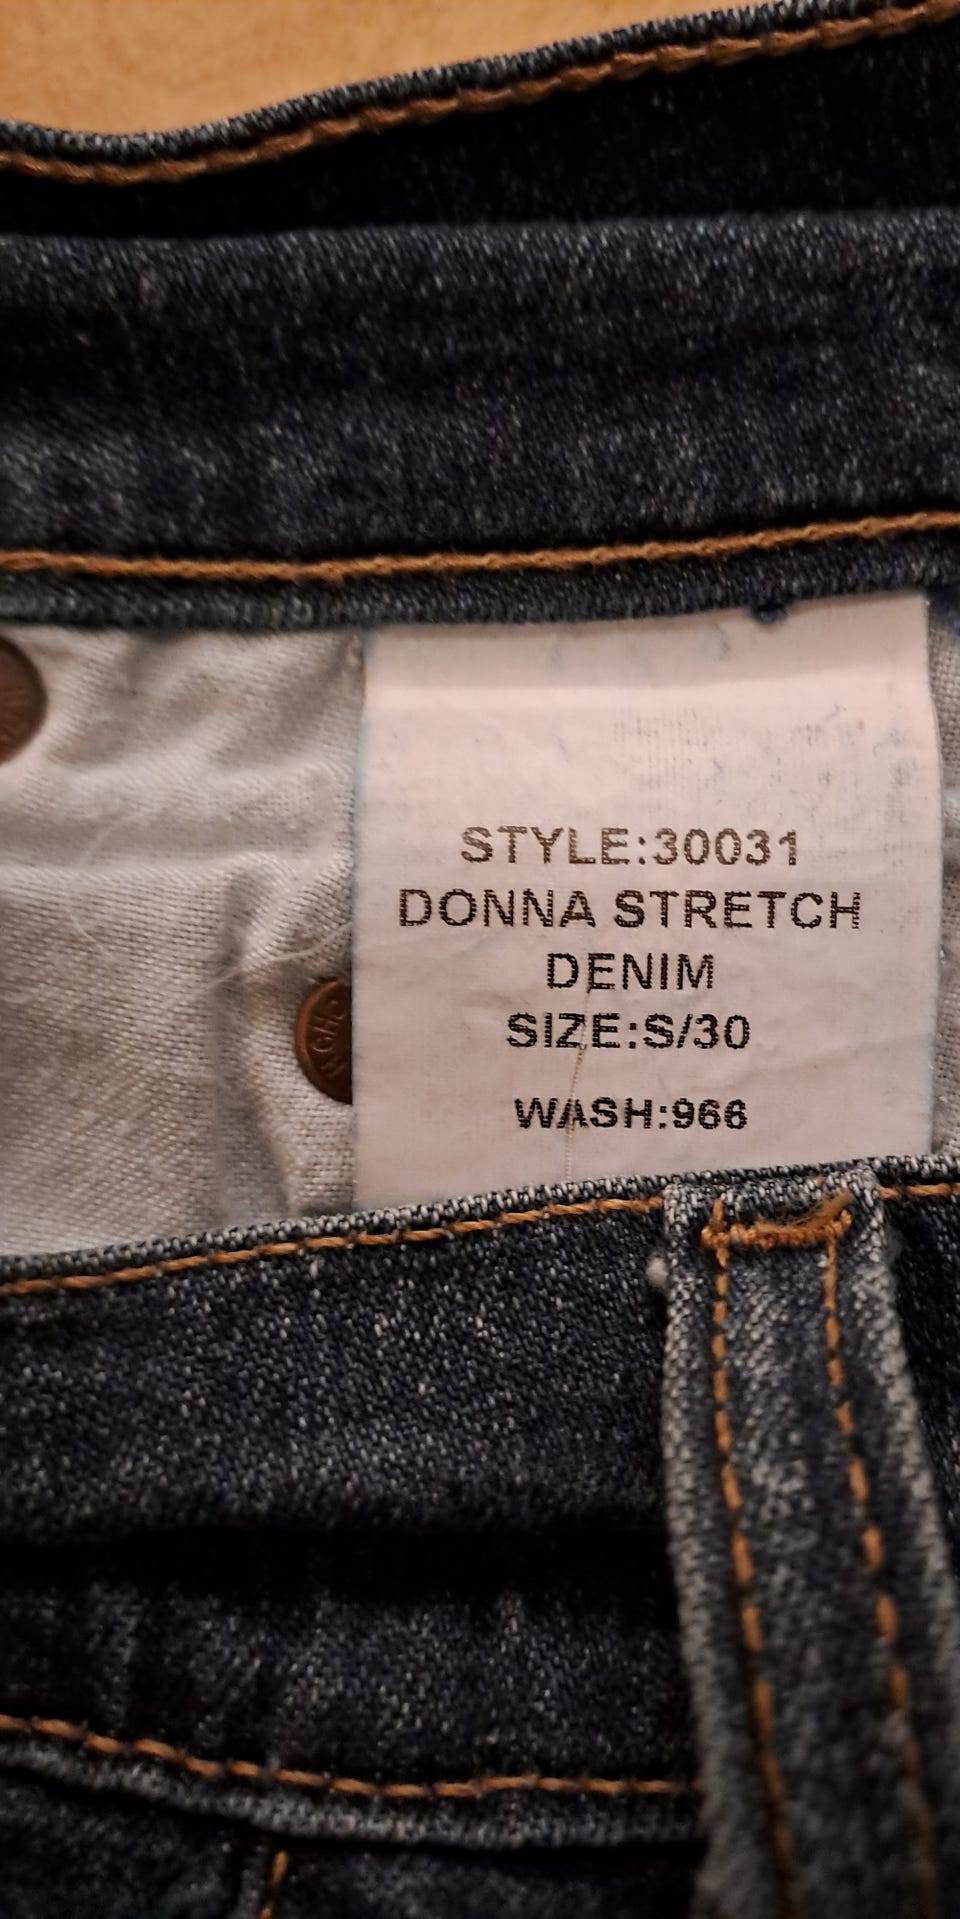 STYLE:30031
DONNA STRETCH
DENIM
SIZE:S/30
WASH:966